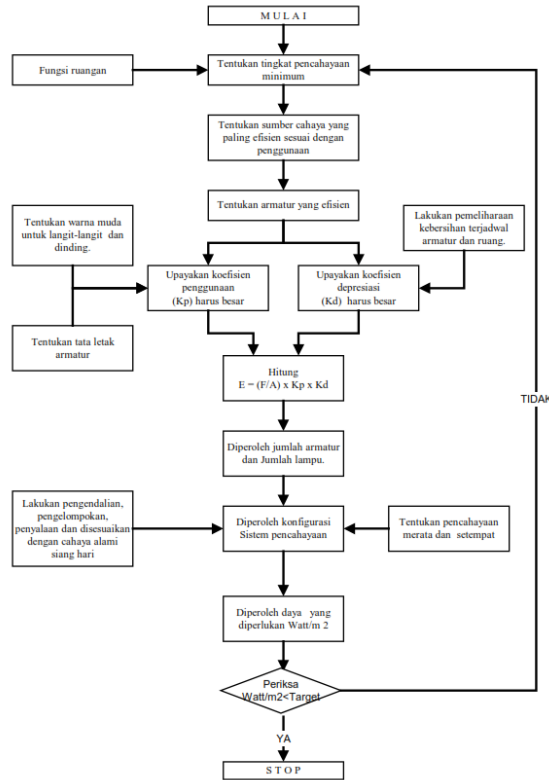 M U L A I
Fungsi ruangan
Tentukan tingkat pencahayaan
minimum
Tentukan sumber cahaya yang
paling efisien sesuai dengan
penggunaan
Tentukan armatur yang efisien
Tentukan warna muda
untuk langit-langit dan
dinding.
Lakukan pemeliharaan
kebersihan terjadwal
armatur dan ruang.
Upayakan koefisien
penggunaan
(Kp) harus besar
Upayakan koefisien
depresiasi
(Kd) harus besar
Tentukan tata letak
armatur
Hitung
E = (F/A) x Kp x Kd
TIDAK
Diperoleh jumlah armatur
dan Jumlah lampu.
Lakukan pengendalian,
pengelompokan,
penyalaan dan disesuaikan
dengan cahaya alami
siang hari
Diperoleh konfigurasi
Sistem pencahayaan
Tentukan pencahayaan
merata dan setempat
Diperoleh daya yang
diperlukan Watt/m 2
Periksa
Watt/m2<Target
YA
S T O P